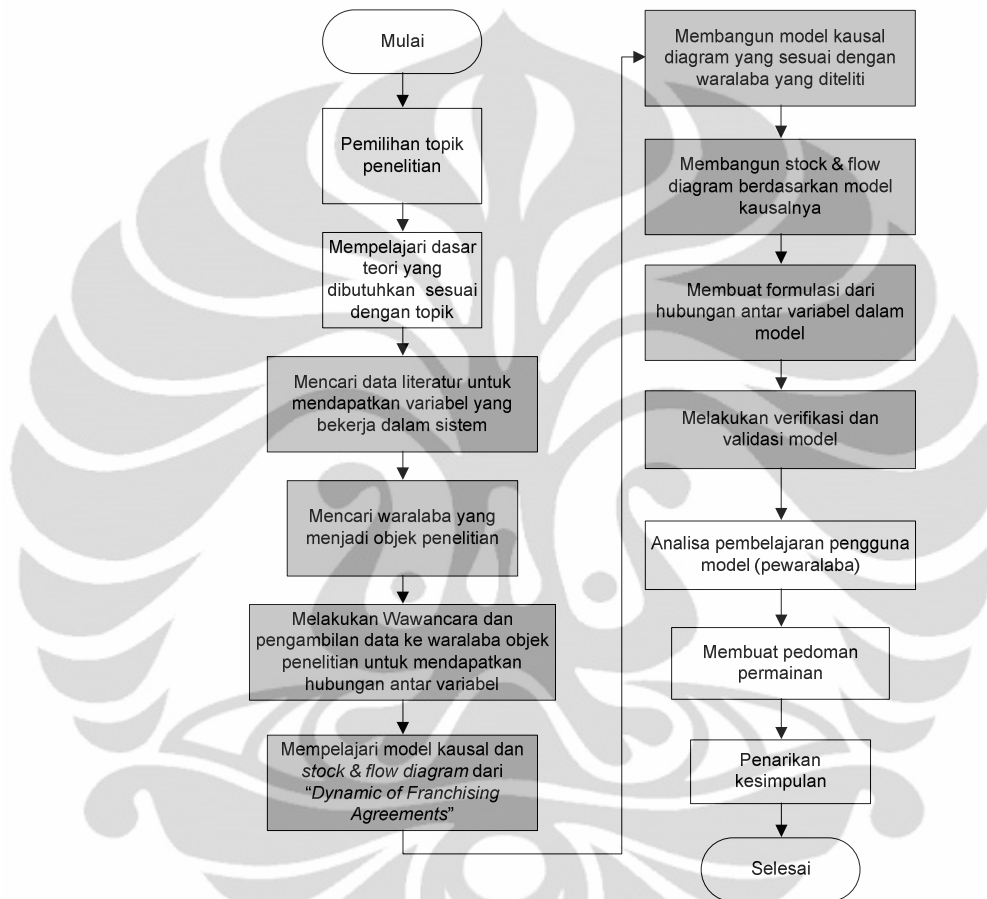 Mulai
Pemilihan topik
penelitian
Mempelajari dasar
teori yang
dibutuhkan sesuai
dengan topik
Mencari data literatur untuk
mendapatkan variabel yang
bekerja dalam sistem
Mencari waralaba yang
menjadi objek penelitian
Melakukan Wawancara dan
pengambilan data ke waralaba objek
penelitian untuk mendapatkan
hubungan antar variabel
Mempelajari model kausal dan
stock & flow diagram dari
“Dynamic of Franchising
Agreements”
Membangun model kausal
diagram yang sesuai dengan
waralaba yang diteliti
Membangun stock & flow
diagram berdasarkan model
kausalnya
Membuat formulasi dari
hubungan antar variabel dalam
model
Melakukan verifikasi dan
validasi model
Analisa pembelajaran pengguna
model (pewaralaba)
Membuat pedoman
permainan
Penarikan
kesimpulan
Selesai